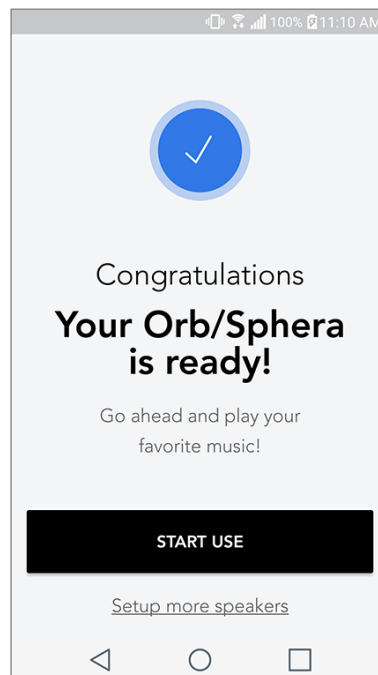 100% 11:10 AM
Congratulations
Your Orb/Sphera
is ready!
Go ahead and play your
favorite music!
START USE
Setup more speakers